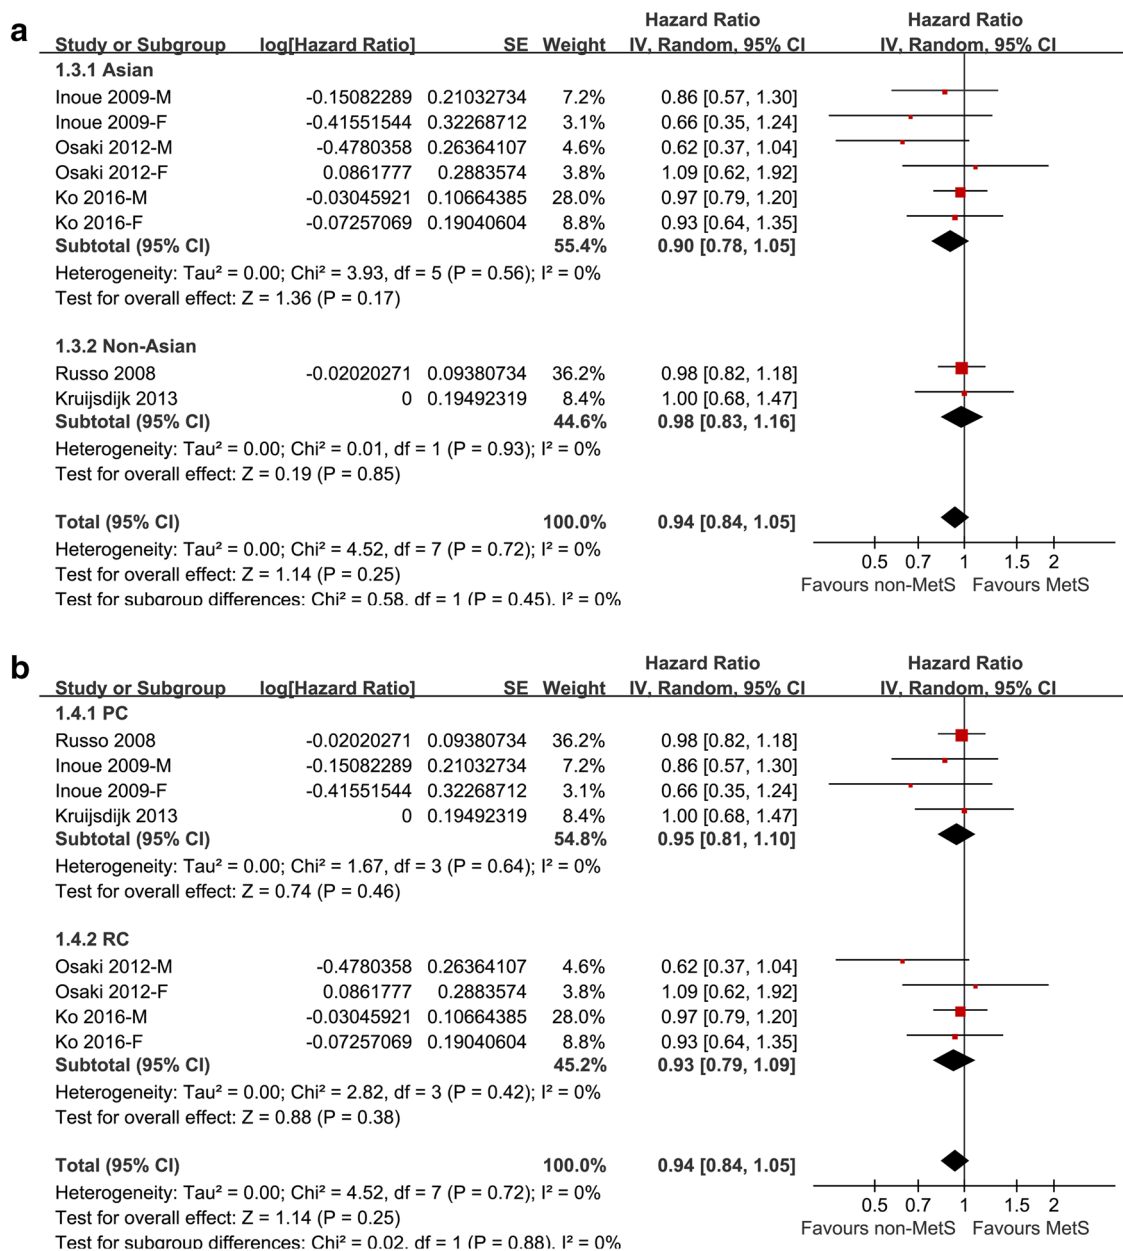 a
Hazard Ratio Hazard Ratio
Study or Subgroup log[Hazard Ratio] SE Weight IV, Random, 95% CI IV, Random, 95% CI
1.3.1 Asian
Inoue 2009-M -0.15082289 0.21032734 7.2% 0.86 [0.57, 1.30]
Inoue 2009-F -0.41551544 0.32268712 3.1% 0.66 [0.35, 1.24]
Osaki 2012-M -0.4780358 0.26364107 4.6% 0.62 [0.37, 1.04]
Osaki 2012-F 0.0861777 0.2883574 3.8% 1.09 [0.62, 1.92]
Ko 2016-M -0.03045921 0.10664385 28.0% 0.97 [0.79, 1.20]
Ko 2016-F -0.07257069 0.19040604 8.8% 0.93 [0.64, 1.35]
Subtotal (95% CI) 55.4% 0.90 [0.78, 1.05]
Heterogeneity: Tau² = 0.00; Chi² = 3.93, df = 5 (P = 0.56); I² = 0%
Test for overall effect: Z = 1.36 (P = 0.17)
1.3.2 Non-Asian
Russo 2008 -0.02020271 0.09380734 36.2% 0.98 [0.82, 1.18]
Kruijsdijk 2013 0 0.19492319 8.4% 1.00 [0.68, 1.47]
Subtotal (95% CI) 44.6% 0.98 [0.83, 1.16]
Heterogeneity: Tau² = 0.00; Chi² = 0.01, df = 1 (P = 0.93); I² = 0%
Test for overall effect: Z = 0.19 (P = 0.85)
Total (95% CI) 100.0% 0.94 [0.84, 1.05]
Heterogeneity: Tau² = 0.00; Chi² = 4.52, df = 7 (P = 0.72); I² = 0%
Test for overall effect: Z = 1.14 (P = 0.25)
Test for subgroup differences: Chi² = 0.58, df = 1 (P = 0.45), I² = 0%
0.5 0.7 1 1.5 2
Favours non-MetS Favours MetS
b
Hazard Ratio Hazard Ratio
Study or Subgroup log[Hazard Ratio] SE Weight IV, Random, 95% CI IV, Random, 95% CI
1.4.1 PC
Russo 2008 -0.02020271 0.09380734 36.2% 0.98 [0.82, 1.18]
Inoue 2009-M -0.15082289 0.21032734 7.2% 0.86 [0.57, 1.30]
Inoue 2009-F -0.41551544 0.32268712 3.1% 0.66 [0.35, 1.24]
Kruijsdijk 2013 0 0.19492319 8.4% 1.00 [0.68, 1.47]
Subtotal (95% CI) 54.8% 0.95 [0.81, 1.10]
Heterogeneity: Tau² = 0.00; Chi² = 1.67, df = 3 (P = 0.64); I² = 0%
Test for overall effect: Z = 0.74 (P = 0.46)
1.4.2 RC
Osaki 2012-M -0.4780358 0.26364107 4.6% 0.62 [0.37, 1.04]
Osaki 2012-F 0.0861777 0.2883574 3.8% 1.09 [0.62, 1.92]
Ko 2016-M -0.03045921 0.10664385 28.0% 0.97 [0.79, 1.20]
Ko 2016-F -0.07257069 0.19040604 8.8% 0.93 [0.64, 1.35]
Subtotal (95% CI) 45.2% 0.93 [0.79, 1.09]
Heterogeneity: Tau² = 0.00; Chi² = 2.82, df = 3 (P = 0.42); I² = 0%
Test for overall effect: Z = 0.88 (P = 0.38)
Total (95% CI) 100.0% 0.94 [0.84, 1.05]
Heterogeneity: Tau² = 0.00; Chi² = 4.52, df = 7 (P = 0.72); I² = 0%
Test for overall effect: Z = 1.14 (P = 0.25)
Test for subgroup differences: Chi² = 0.02, df = 1 (P = 0.88), I² = 0%
0.5 0.7 1 1.5 2
Favours non-MetS Favours MetS